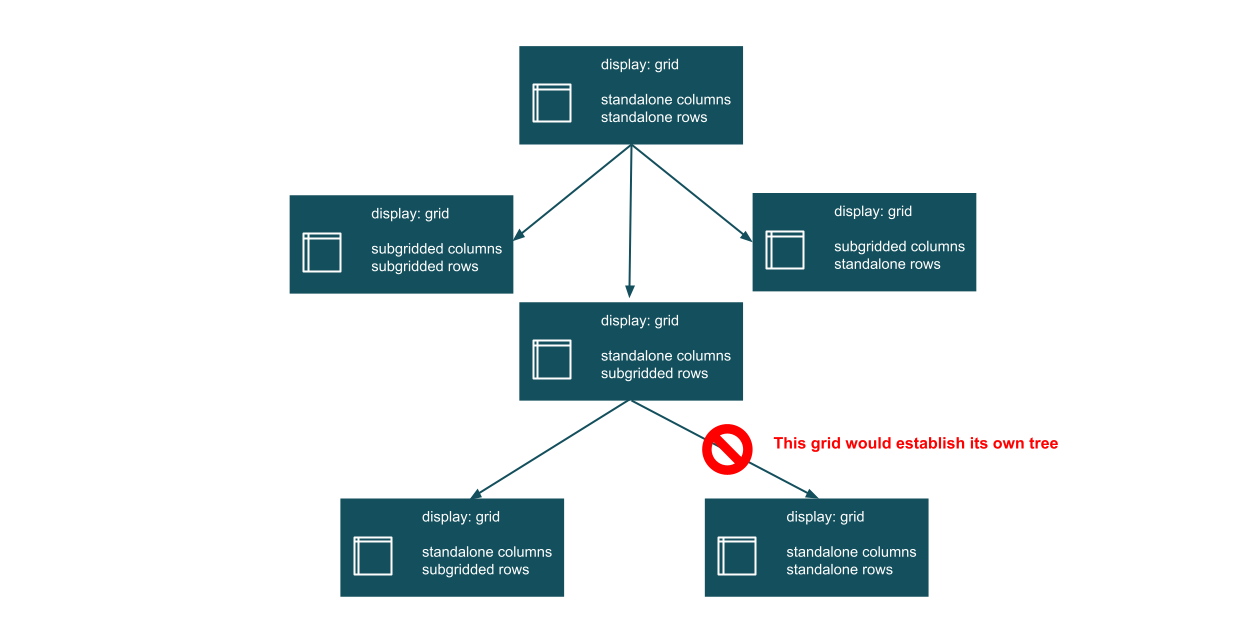 display: grid
standalone columns
standalone rows
display: grid
subgridded columns
subgridded rows
display: grid
subgridded columns
standalone rows
display: grid
standalone columns
subgridded rows
This grid would establish its own tree
display: grid
standalone columns
subgridded rows
display: grid
standalone columns
standalone rows